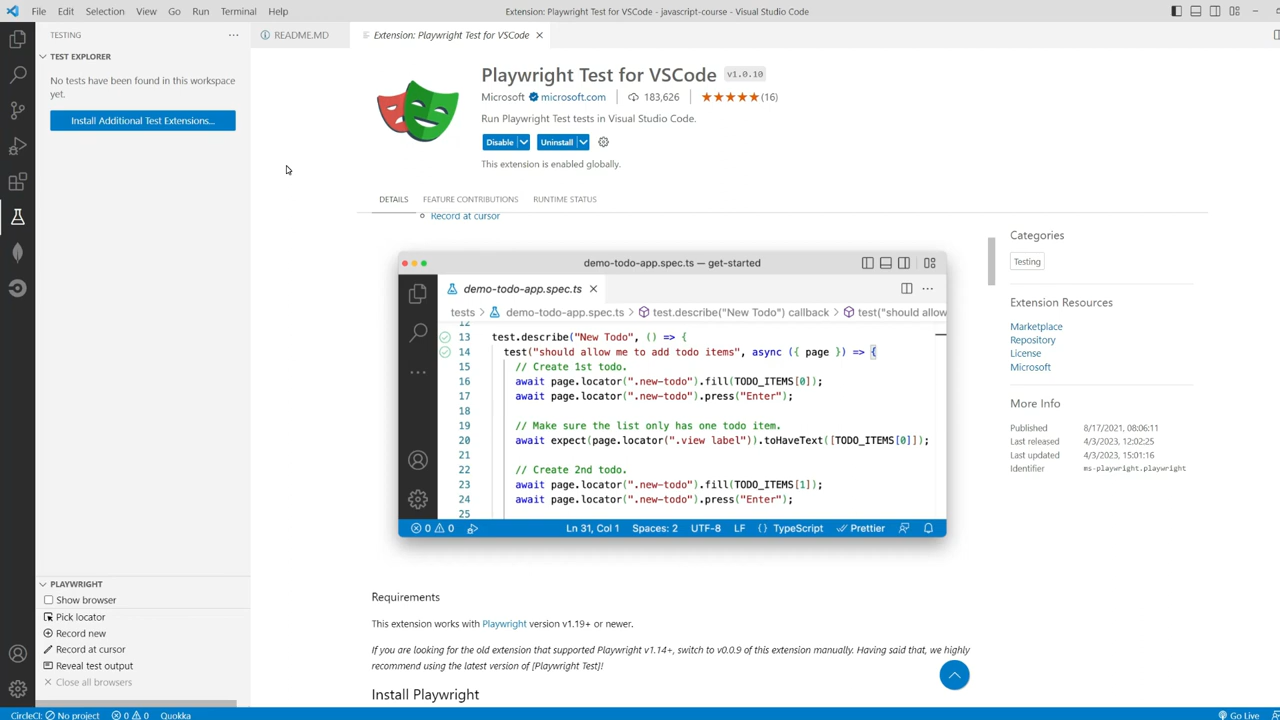 File Edit Selection View Go Run Terminal Help
Extension: Playwright Test for VSCode - javascript-course - Visual Studio Code
TESTING
README.MD
Extension: Playwright Test for VSCode
TEST EXPLORER
No tests have been found in this workspace
yet.
Install Additional Test Extensions...
Playwright Test for VSCode
v1.0.10
Microsoft microsoft.com 183,626 (16)
Run Playwright Test tests in Visual Studio Code.
Disable Uninstall
This extension is enabled globally.
DETAILS FEATURE CONTRIBUTIONS RUNTIME STATUS
Record at cursor
demo-todo-app.spec.ts — get-started
demo-todo-app.spec.ts
tests > demo-todo-app.spec.ts > test.describe("New Todo") callback > test("should allow
12
13 test.describe("New Todo", () => {
14 test("should allow me to add todo items", async ({ page }) => {
15 // Create 1st todo.
16 await page.locator(".new-todo").fill(TODO_ITEMS[0]);
17 await page.locator(".new-todo").press("Enter");
18
19 // Make sure the list only has one todo item.
20 await expect(page.locator(".view label")).toHaveText([TODO_ITEMS[0]]);
21
22 // Create 2nd todo.
23 await page.locator(".new-todo").fill(TODO_ITEMS[1]);
24 await page.locator(".new-todo").press("Enter");
25
0 0 Ln 31, Col 1 Spaces: 2 UTF-8 LF { } TypeScript Prettier
Requirements
This extension works with Playwright version v1.19+ or newer.
If you are looking for the old extension that supported Playwright v1.14+, switch to v0.0.9 of this extension manually. Having said that, we highly
recommend using the latest version of [Playwright Test]!
Install Playwright
Categories
Testing
Extension Resources
Marketplace
Repository
License
Microsoft
More Info
Published 8/17/2021, 08:06:11
Last released 4/3/2023, 12:02:25
Last updated 4/3/2023, 15:01:16
Identifier ms-playwright.playwright
PLAYWRIGHT
Show browser
Pick locator
Record new
Record at cursor
Reveal test output
Close all browsers
CircleCI: No project 0 0 Quokka
Go Live